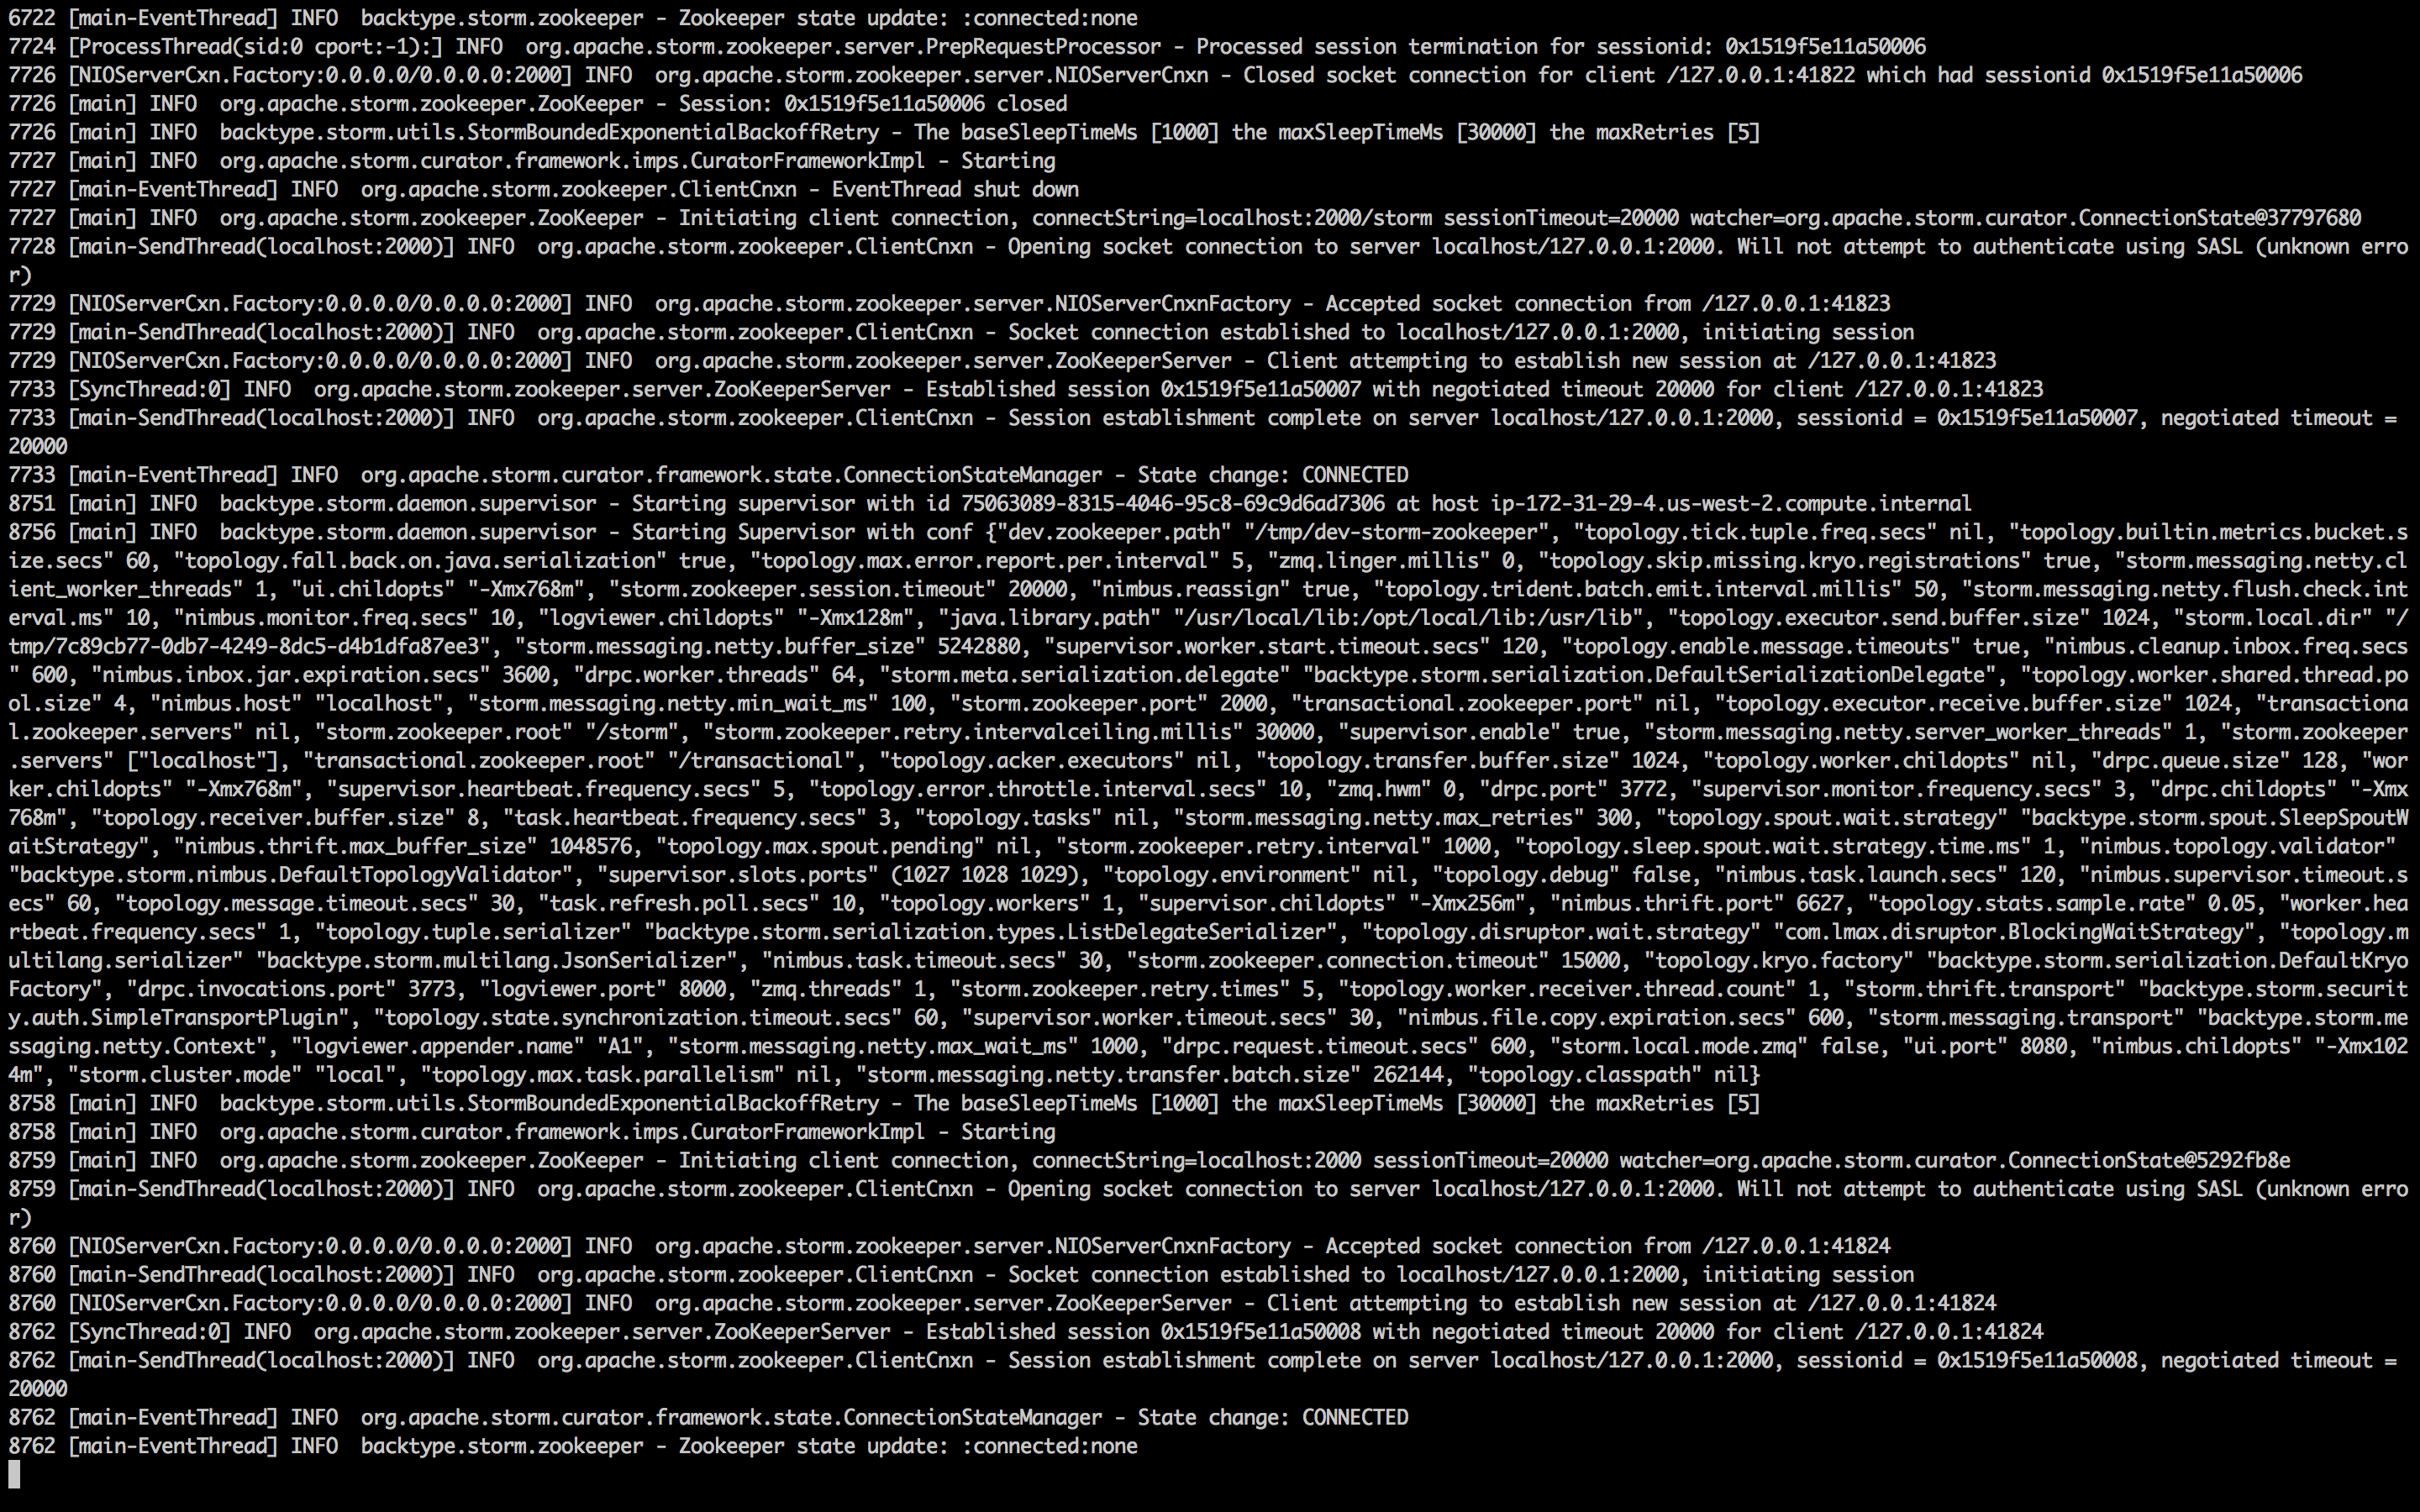 6722 [main-EventThread] INFO  backtype.storm.zookeeper - Zookeeper state update: :connected:none
7724 [ProcessThread(sid:0 cport:-1):] INFO  org.apache.storm.zookeeper.server.PrepRequestProcessor - Processed session termination for sessionid: 0x1519f5e11a50006
7726 [NIOServerCxn.Factory:0.0.0.0/0.0.0.0:2000] INFO  org.apache.storm.zookeeper.server.NIOServerCnxn - Closed socket connection for client /127.0.0.1:41822 which had sessionid 0x1519f5e11a50006
7726 [main] INFO  org.apache.storm.zookeeper.ZooKeeper - Session: 0x1519f5e11a50006 closed
7726 [main] INFO  backtype.storm.utils.StormBoundedExponentialBackoffRetry - The baseSleepTimeMs [1000] the maxSleepTimeMs [30000] the maxRetries [5]
7727 [main] INFO  org.apache.storm.curator.framework.imps.CuratorFrameworkImpl - Starting
7727 [main-EventThread] INFO  org.apache.storm.zookeeper.ClientCnxn - EventThread shut down
7727 [main] INFO  org.apache.storm.zookeeper.ZooKeeper - Initiating client connection, connectString=localhost:2000/storm sessionTimeout=20000 watcher=org.apache.storm.curator.ConnectionState@37797680
7728 [main-SendThread(localhost:2000)] INFO  org.apache.storm.zookeeper.ClientCnxn - Opening socket connection to server localhost/127.0.0.1:2000. Will not attempt to authenticate using SASL (unknown erro
r)
7729 [NIOServerCxn.Factory:0.0.0.0/0.0.0.0:2000] INFO  org.apache.storm.zookeeper.server.NIOServerCnxnFactory - Accepted socket connection from /127.0.0.1:41823
7729 [main-SendThread(localhost:2000)] INFO  org.apache.storm.zookeeper.ClientCnxn - Socket connection established to localhost/127.0.0.1:2000, initiating session
7729 [NIOServerCxn.Factory:0.0.0.0/0.0.0.0:2000] INFO  org.apache.storm.zookeeper.server.ZooKeeperServer - Client attempting to establish new session at /127.0.0.1:41823
7733 [SyncThread:0] INFO  org.apache.storm.zookeeper.server.ZooKeeperServer - Established session 0x1519f5e11a50007 with negotiated timeout 20000 for client /127.0.0.1:41823
7733 [main-SendThread(localhost:2000)] INFO  org.apache.storm.zookeeper.ClientCnxn - Session establishment complete on server localhost/127.0.0.1:2000, sessionid = 0x1519f5e11a50007, negotiated timeout =
20000
7733 [main-EventThread] INFO  org.apache.storm.curator.framework.state.ConnectionStateManager - State change: CONNECTED
8751 [main] INFO  backtype.storm.daemon.supervisor - Starting supervisor with id 75063089-8315-4046-95c8-69c9d6ad7306 at host ip-172-31-29-4.us-west-2.compute.internal
8756 [main] INFO  backtype.storm.daemon.supervisor - Starting Supervisor with conf {"dev.zookeeper.path" "/tmp/dev-storm-zookeeper", "topology.tick.tuple.freq.secs" nil, "topology.builtin.metrics.bucket.s
ize.secs" 60, "topology.fall.back.on.java.serialization" true, "topology.max.error.report.per.interval" 5, "zmq.linger.millis" 0, "topology.skip.missing.kryo.registrations" true, "storm.messaging.netty.cl
ient_worker_threads" 1, "ui.childopts" "-Xmx768m", "storm.zookeeper.session.timeout" 20000, "nimbus.reassign" true, "topology.trident.batch.emit.interval.millis" 50, "storm.messaging.netty.flush.check.int
erval.ms" 10, "nimbus.monitor.freq.secs" 10, "logviewer.childopts" "-Xmx128m", "java.library.path" "/usr/local/lib:/opt/local/lib:/usr/lib", "topology.executor.send.buffer.size" 1024, "storm.local.dir" "/
tmp/7c89cb77-0db7-4249-8dc5-d4b1dfa87ee3", "storm.messaging.netty.buffer_size" 5242880, "supervisor.worker.start.timeout.secs" 120, "topology.enable.message.timeouts" true, "nimbus.cleanup.inbox.freq.secs
" 600, "nimbus.inbox.jar.expiration.secs" 3600, "drpc.worker.threads" 64, "storm.meta.serialization.delegate" "backtype.storm.serialization.DefaultSerializationDelegate", "topology.worker.shared.thread.po
ol.size" 4, "nimbus.host" "localhost", "storm.messaging.netty.min_wait_ms" 100, "storm.zookeeper.port" 2000, "transactional.zookeeper.port" nil, "topology.executor.receive.buffer.size" 1024, "transactiona
l.zookeeper.servers" nil, "storm.zookeeper.root" "/storm", "storm.zookeeper.retry.intervalceiling.millis" 30000, "supervisor.enable" true, "storm.messaging.netty.server_worker_threads" 1, "storm.zookeeper
.servers" ["localhost"], "transactional.zookeeper.root" "/transactional", "topology.acker.executors" nil, "topology.transfer.buffer.size" 1024, "topology.worker.childopts" nil, "drpc.queue.size" 128, "wor
ker.childopts" "-Xmx768m", "supervisor.heartbeat.frequency.secs" 5, "topology.error.throttle.interval.secs" 10, "zmq.hwm" 0, "drpc.port" 3772, "supervisor.monitor.frequency.secs" 3, "drpc.childopts" "-Xmx
768m", "topology.receiver.buffer.size" 8, "task.heartbeat.frequency.secs" 3, "topology.tasks" nil, "storm.messaging.netty.max_retries" 300, "topology.spout.wait.strategy" "backtype.storm.spout.SleepSpoutW
aitStrategy", "nimbus.thrift.max_buffer_size" 1048576, "topology.max.spout.pending" nil, "storm.zookeeper.retry.interval" 1000, "topology.sleep.spout.wait.strategy.time.ms" 1, "nimbus.topology.validator"
"backtype.storm.nimbus.DefaultTopologyValidator", "supervisor.slots.ports" (1027 1028 1029), "topology.environment" nil, "topology.debug" false, "nimbus.task.launch.secs" 120, "nimbus.supervisor.timeout.s
ecs" 60, "topology.message.timeout.secs" 30, "task.refresh.poll.secs" 10, "topology.workers" 1, "supervisor.childopts" "-Xmx256m", "nimbus.thrift.port" 6627, "topology.stats.sample.rate" 0.05, "worker.hea
rtbeat.frequency.secs" 1, "topology.tuple.serializer" "backtype.storm.serialization.types.ListDelegateSerializer", "topology.disruptor.wait.strategy" "com.lmax.disruptor.BlockingWaitStrategy", "topology.m
ultilang.serializer" "backtype.storm.multilang.JsonSerializer", "nimbus.task.timeout.secs" 30, "storm.zookeeper.connection.timeout" 15000, "topology.kryo.factory" "backtype.storm.serialization.DefaultKryo
Factory", "drpc.invocations.port" 3773, "logviewer.port" 8000, "zmq.threads" 1, "storm.zookeeper.retry.times" 5, "topology.worker.receiver.thread.count" 1, "storm.thrift.transport" "backtype.storm.securit
y.auth.SimpleTransportPlugin", "topology.state.synchronization.timeout.secs" 60, "supervisor.worker.timeout.secs" 30, "nimbus.file.copy.expiration.secs" 600, "storm.messaging.transport" "backtype.storm.me
ssaging.netty.Context", "logviewer.appender.name" "A1", "storm.messaging.netty.max_wait_ms" 1000, "drpc.request.timeout.secs" 600, "storm.local.mode.zmq" false, "ui.port" 8080, "nimbus.childopts" "-Xmx102
4m", "storm.cluster.mode" "local", "topology.max.task.parallelism" nil, "storm.messaging.netty.transfer.batch.size" 262144, "topology.classpath" nil}
8758 [main] INFO  backtype.storm.utils.StormBoundedExponentialBackoffRetry - The baseSleepTimeMs [1000] the maxSleepTimeMs [30000] the maxRetries [5]
8758 [main] INFO  org.apache.storm.curator.framework.imps.CuratorFrameworkImpl - Starting
8759 [main] INFO  org.apache.storm.zookeeper.ZooKeeper - Initiating client connection, connectString=localhost:2000 sessionTimeout=20000 watcher=org.apache.storm.curator.ConnectionState@5292fb8e
8759 [main-SendThread(localhost:2000)] INFO  org.apache.storm.zookeeper.ClientCnxn - Opening socket connection to server localhost/127.0.0.1:2000. Will not attempt to authenticate using SASL (unknown erro
r)
8760 [NIOServerCxn.Factory:0.0.0.0/0.0.0.0:2000] INFO  org.apache.storm.zookeeper.server.NIOServerCnxnFactory - Accepted socket connection from /127.0.0.1:41824
8760 [main-SendThread(localhost:2000)] INFO  org.apache.storm.zookeeper.ClientCnxn - Socket connection established to localhost/127.0.0.1:2000, initiating session
8760 [NIOServerCxn.Factory:0.0.0.0/0.0.0.0:2000] INFO  org.apache.storm.zookeeper.server.ZooKeeperServer - Client attempting to establish new session at /127.0.0.1:41824
8762 [SyncThread:0] INFO  org.apache.storm.zookeeper.server.ZooKeeperServer - Established session 0x1519f5e11a50008 with negotiated timeout 20000 for client /127.0.0.1:41824
8762 [main-SendThread(localhost:2000)] INFO  org.apache.storm.zookeeper.ClientCnxn - Session establishment complete on server localhost/127.0.0.1:2000, sessionid = 0x1519f5e11a50008, negotiated timeout =
20000
8762 [main-EventThread] INFO  org.apache.storm.curator.framework.state.ConnectionStateManager - State change: CONNECTED
8762 [main-EventThread] INFO  backtype.storm.zookeeper - Zookeeper state update: :connected:none